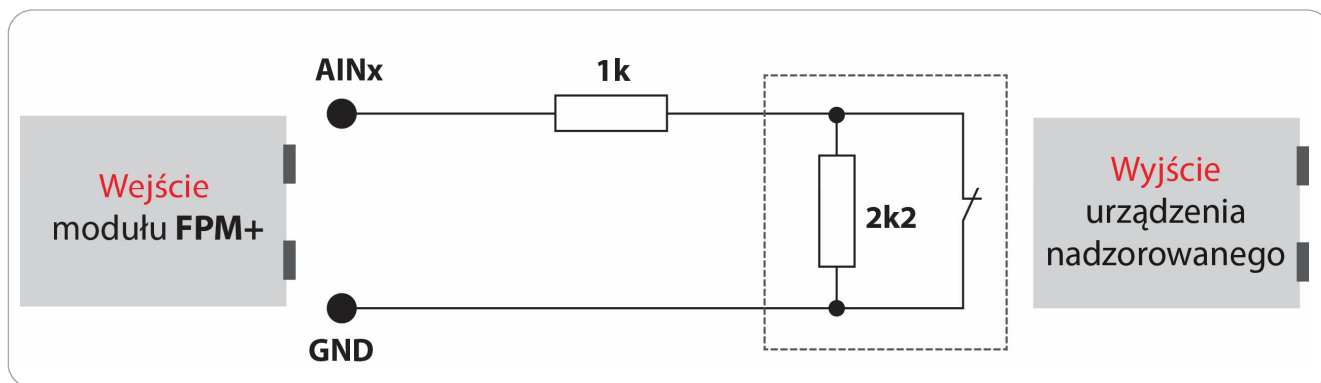 AINx
1k
Wejście
modułu FPM+
2k2
Wyjście
urządzenia
nadzorowanego
GND